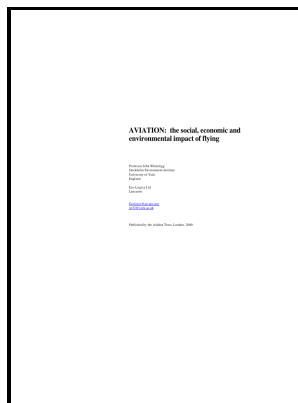 AVIATION: the social, economic and
environmental impact of flying
Professor John Whitelegg
Stockholm Environment Institute
University of York
England
Eco-Logica Ltd
Lancaster
Published by the Ashden Trust, London, 2000